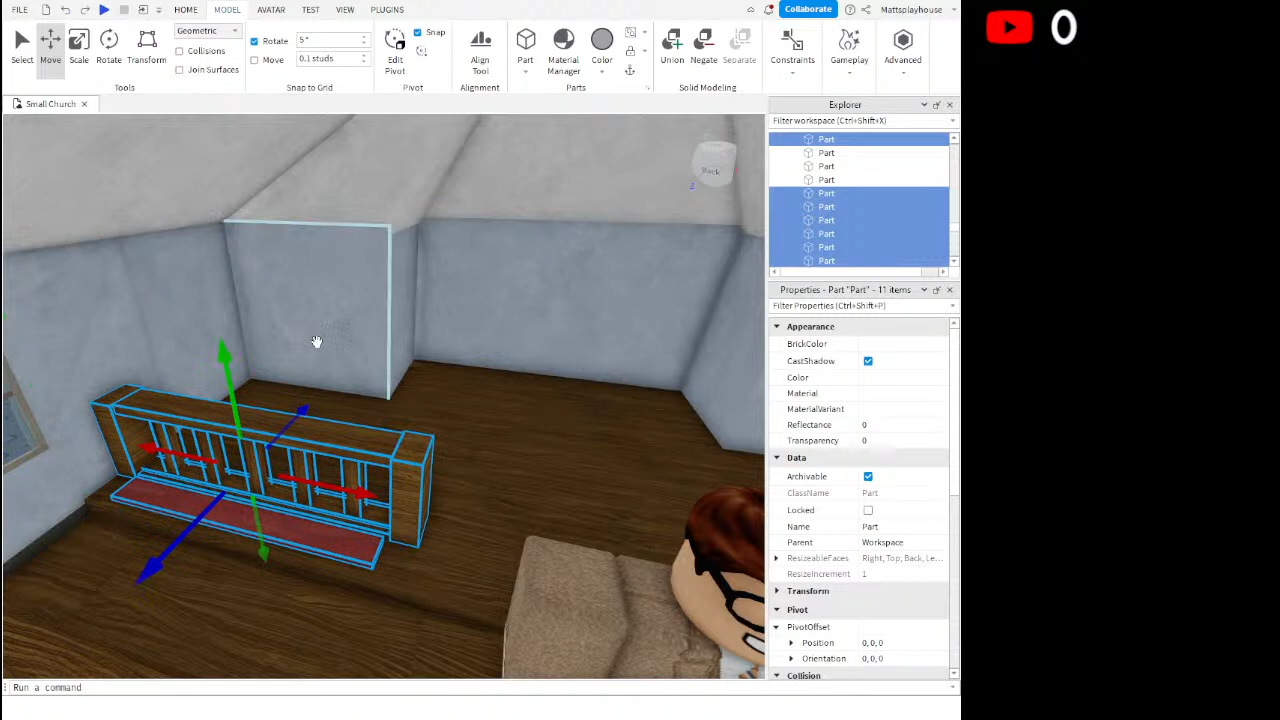 FILE HOME MODEL AVATAR TEST VIEW PLUGINS Collaborate Mattsplayhouse
0
Select Move Scale Rotate Transform
Geometric
Collisions
Join Surfaces
Tools
Rotate 5 °
Move 0.1 studs
Snap to Grid
Edit Pivot
Snap
Pivot
Align Tool
Alignment
Part Material Manager Color
Parts
Union Negate Separate
Solid Modeling
Constraints Gameplay Advanced
Small Church
Explorer
Filter workspace (Ctrl+Shift+X)
Part
Part
Part
Part
Part
Part
Part
Part
Part
Part
Back
Z
Properties - Part "Part" - 11 items
Filter Properties (Ctrl+Shift+P)
Appearance
BrickColor
CastShadow
Color
Material
MaterialVariant
Reflectance 0
Transparency 0
Data
Archivable
ClassName Part
Locked
Name Part
Parent Workspace
ResizeableFaces Right, Top, Back, Le...
ResizeIncrement 1
Transform
Pivot
PivotOffset
Position 0,0,0
Orientation 0,0,0
Collision
Run a command